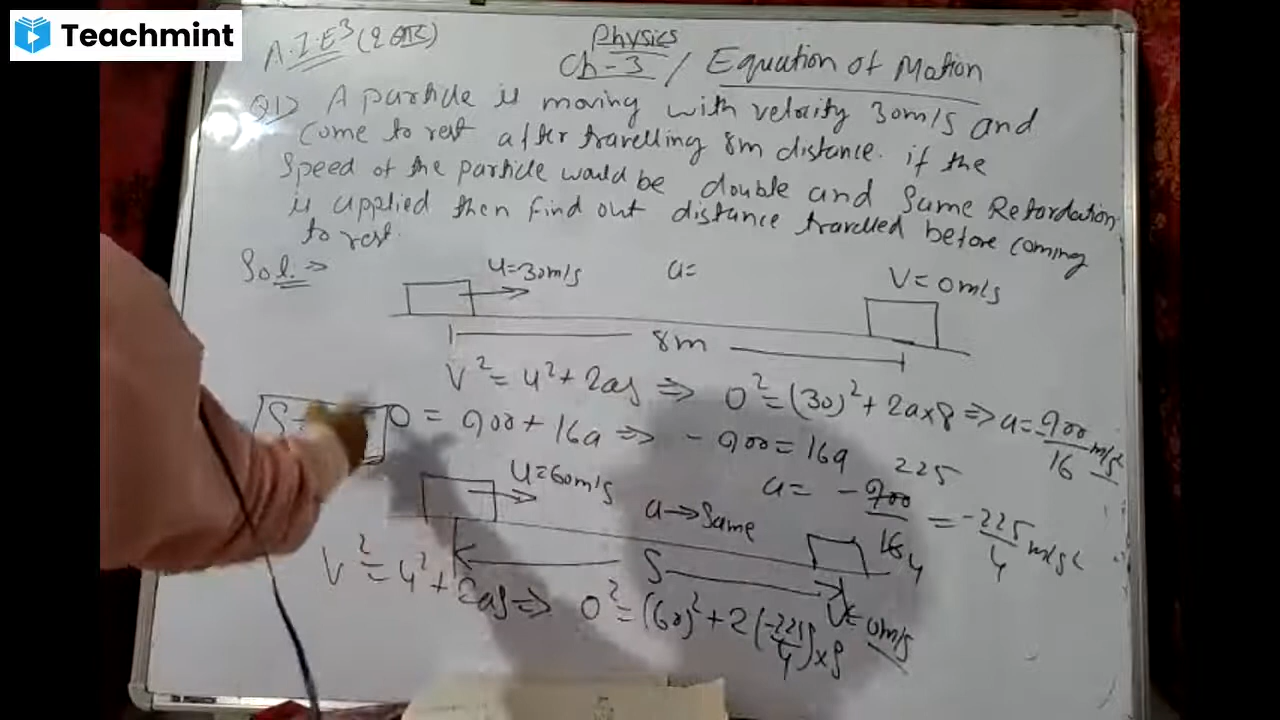 Teachmint
A.I.E³ (2
Physics
Ch-3 / Equation of Motion
Q1> A particle is moving with velocity 30m/s and
Come to rest after travelling 8m distance. if the
Speed of the particle would be double and Same Retardation
is applied then find out distance travelled before coming
to rest.
Sol. ⇒
u=30m/s a= V=0m/s
8m
V² = u² + 2as ⇒ 0² = (30)² + 2a×8 ⇒ a = 900/16 m/s²
S=
0 = 900 + 16a ⇒ -900 = 16a
u=60m/s a→Same a = -900/16 225/4 = -225/4 m/s²
S
V=0m/s
V² = u² + 2as ⇒ 0² = (60)² + 2(-225/4)×S